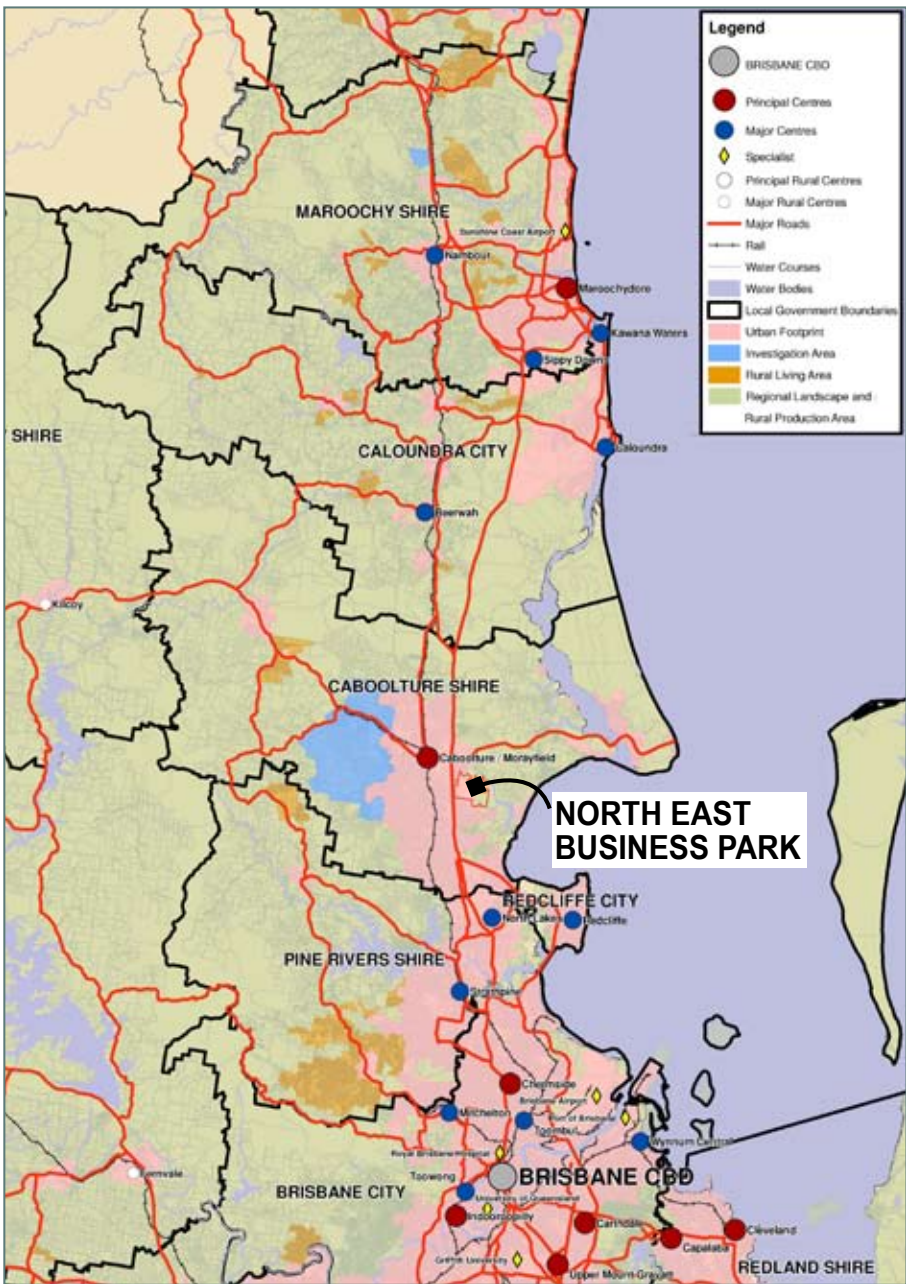 Legend
BRISBANE CBD
Principal Centres
Major Centres
Specialist
Principal Rural Centres
Major Rural Centres
Major Roads
Rail
Water Courses
Water Bodies
Local Government Boundaries
Urban Footprint
Investigation Area
Rural Living Area
Regional Landscape and
Rural Production Area
MAROOCHY SHIRE
Sunshine Coast Airport
Nambour
Maroochydore
Kawana Waters
Sippy Downs
SHIRE
CALOUNDRA CITY
Caloundra
Beerwah
Kilcoy
CABOOLTURE SHIRE
Caboolture / Morayfield
NORTH EAST
BUSINESS PARK
REDCLIFFE CITY
North Lakes
Redcliffe
PINE RIVERS SHIRE
Strathpine
Chermside
Brisbane Airport
Mitchelton
Port of Brisbane
Toombul
Wynnum Central
Royal Brisbane Hospital
Fernvale
Toowong
BRISBANE CBD
BRISBANE CITY
University of Queensland
Indooroopilly
Carindale
Cleveland
Capalaba
Griffith University
Upper Mount Gravatt
REDLAND SHIRE